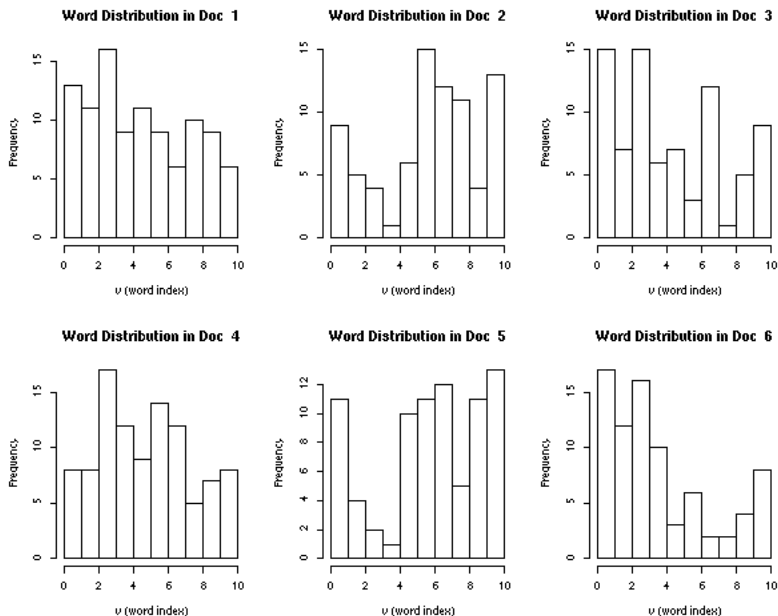 Word Distribution in Doc 1
Frequency
0 5 10 15
0 2 4 6 8 10
υ (word index)
Word Distribution in Doc 2
Frequency
0 5 10 15
0 2 4 6 8 10
υ (word index)
Word Distribution in Doc 3
Frequency
0 5 10 15
0 2 4 6 8 10
υ (word index)
Word Distribution in Doc 4
Frequency
0 5 10 15
0 2 4 6 8 10
υ (word index)
Word Distribution in Doc 5
Frequency
0 2 4 6 8 10 12
0 2 4 6 8 10
υ (word index)
Word Distribution in Doc 6
Frequency
0 5 10 15
0 2 4 6 8 10
υ (word index)